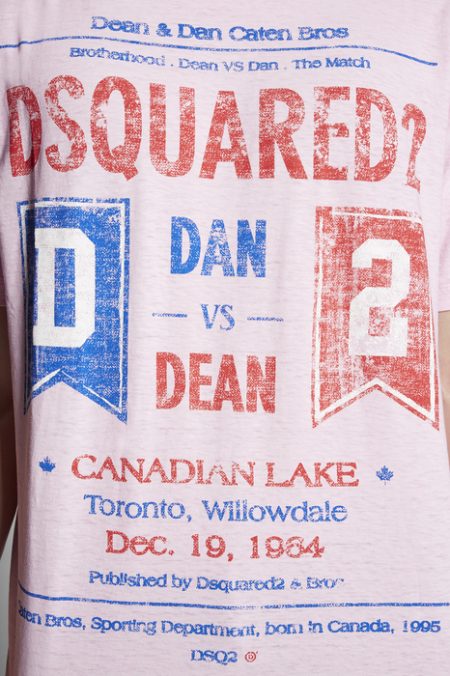 Dean & Dan Caten Bros
Brotherhood . Dean VS Dan . The Match
DSQUARED2
D
DAN
VS
DEAN
2
CANADIAN LAKE
Toronto, Willowdale
Dec. 19, 1964
Published by Dsquared2 & Bros
Caten Bros, Sporting Department, born in Canada, 1995
DSQ2